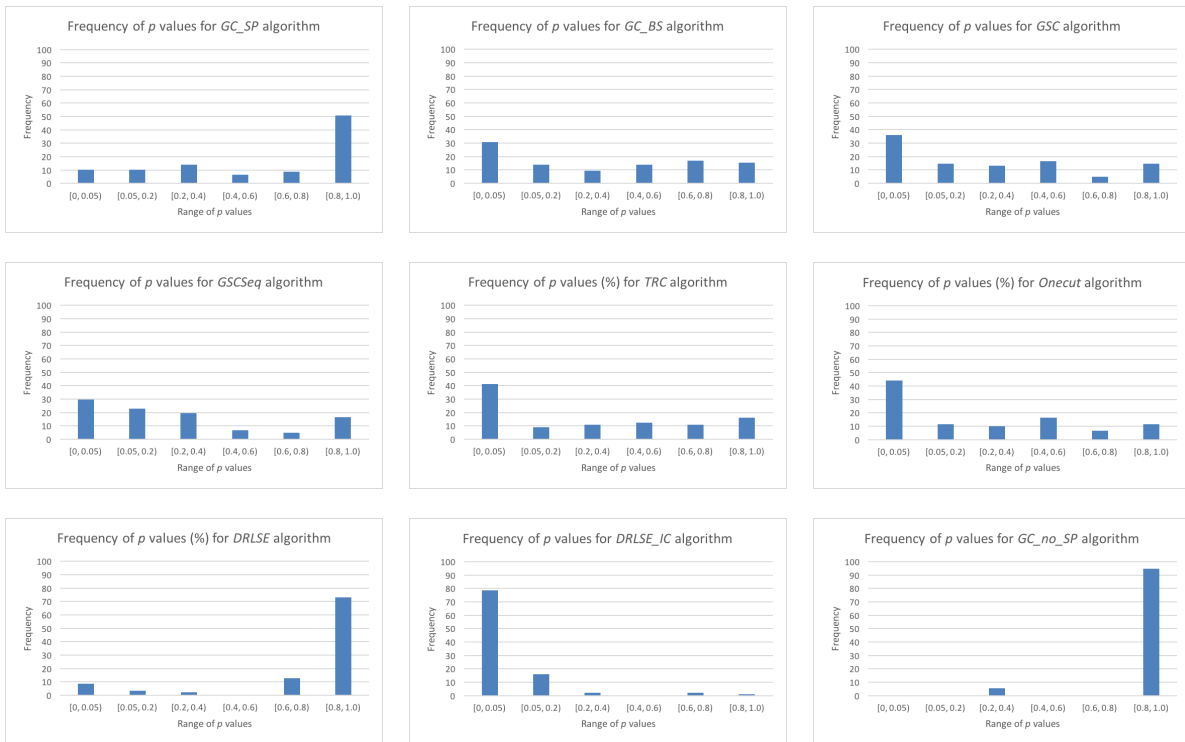 Frequency of p values for GC_SP algorithm
100
90
80
70
60
50
40
30
20
10
0
Frequency
[0, 0.05) [0.05, 0.2) [0.2, 0.4) [0.4, 0.6) [0.6, 0.8) [0.8, 1.0)
Range of p values
Frequency of p values for GC_BS algorithm
100
90
80
70
60
50
40
30
20
10
0
Frequency
[0, 0.05) [0.05, 0.2) [0.2, 0.4) [0.4, 0.6) [0.6, 0.8) [0.8, 1.0)
Range of p values
Frequency of p values for GSC algorithm
100
90
80
70
60
50
40
30
20
10
0
Frequency
[0, 0.05) [0.05, 0.2) [0.2, 0.4) [0.4, 0.6) [0.6, 0.8) [0.8, 1.0)
Range of p values
Frequency of p values for GSCSeq algorithm
100
90
80
70
60
50
40
30
20
10
0
Frequency
[0, 0.05) [0.05, 0.2) [0.2, 0.4) [0.4, 0.6) [0.6, 0.8) [0.8, 1.0)
Range of p values
Frequency of p values (%) for TRC algorithm
100
90
80
70
60
50
40
30
20
10
0
Frequency
[0, 0.05) [0.05, 0.2) [0.2, 0.4) [0.4, 0.6) [0.6, 0.8) [0.8, 1.0)
Range of p values
Frequency of p values (%) for Onecut algorithm
100
90
80
70
60
50
40
30
20
10
0
Frequency
[0, 0.05) [0.05, 0.2) [0.2, 0.4) [0.4, 0.6) [0.6, 0.8) [0.8, 1.0)
Range of p values
Frequency of p values (%) for DRLSE algorithm
100
90
80
70
60
50
40
30
20
10
0
Frequency
[0, 0.05) [0.05, 0.2) [0.2, 0.4) [0.4, 0.6) [0.6, 0.8) [0.8, 1.0)
Range of p values
Frequency of p values for DRLSE_IC algorithm
100
90
80
70
60
50
40
30
20
10
0
Frequency
[0, 0.05) [0.05, 0.2) [0.2, 0.4) [0.4, 0.6) [0.6, 0.8) [0.8, 1.0)
Range of p values
Frequency of p values for GC_no_SP algorithm
100
90
80
70
60
50
40
30
20
10
0
Frequency
[0, 0.05) [0.05, 0.2) [0.2, 0.4) [0.4, 0.6) [0.6, 0.8) [0.8, 1.0)
Range of p values